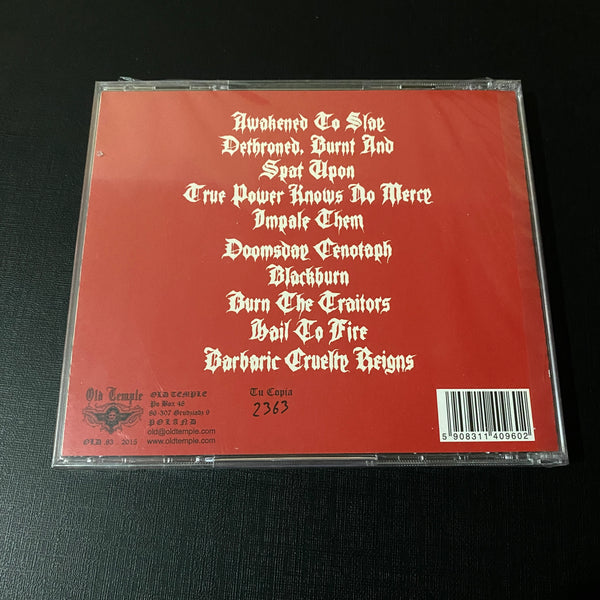 Awakened To Slay
Dethroned, Burnt And
Spat Upon
True Power Knows No Mercy
Impale Them
Doomsday Cenotaph
Blackburn
Burn The Traitors
Hail To Fire
Barbaric Cruelty Reigns
Old Temple
OLD .83 . 2015
OLD TEMPLE
Po Box 46
86-307 Grudziadz 9
POLAND
old@oldtemple.com
www.oldtemple.com
Tu Copia
2363
5 908311 409602